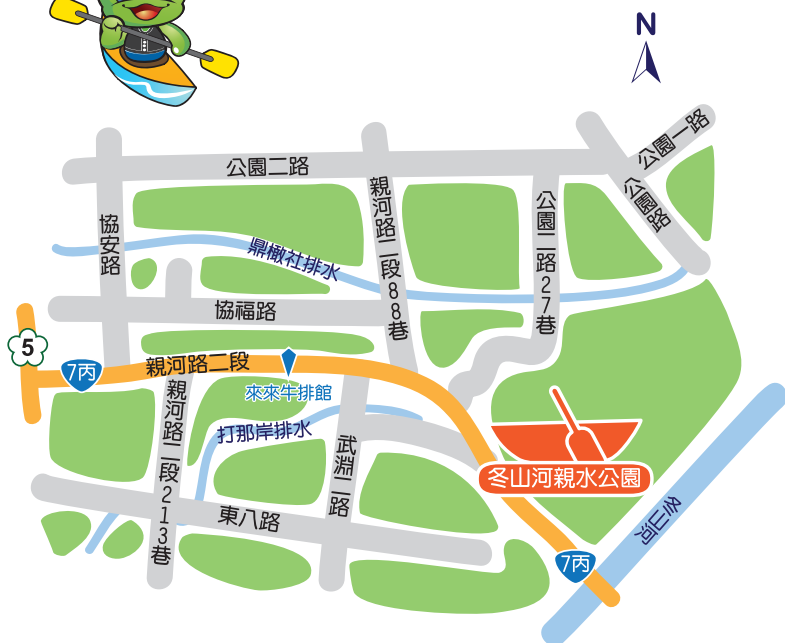 N
公園一路
公園二路
公園路
親河路二段88巷
公園二路27巷
協安路
鼎橄社排水
協福路
5
7丙
親河路二段
來來牛排館
親河路二段213巷
打那岸排水
武淵二路
冬山河親水公園
東八路
冬山河
7丙